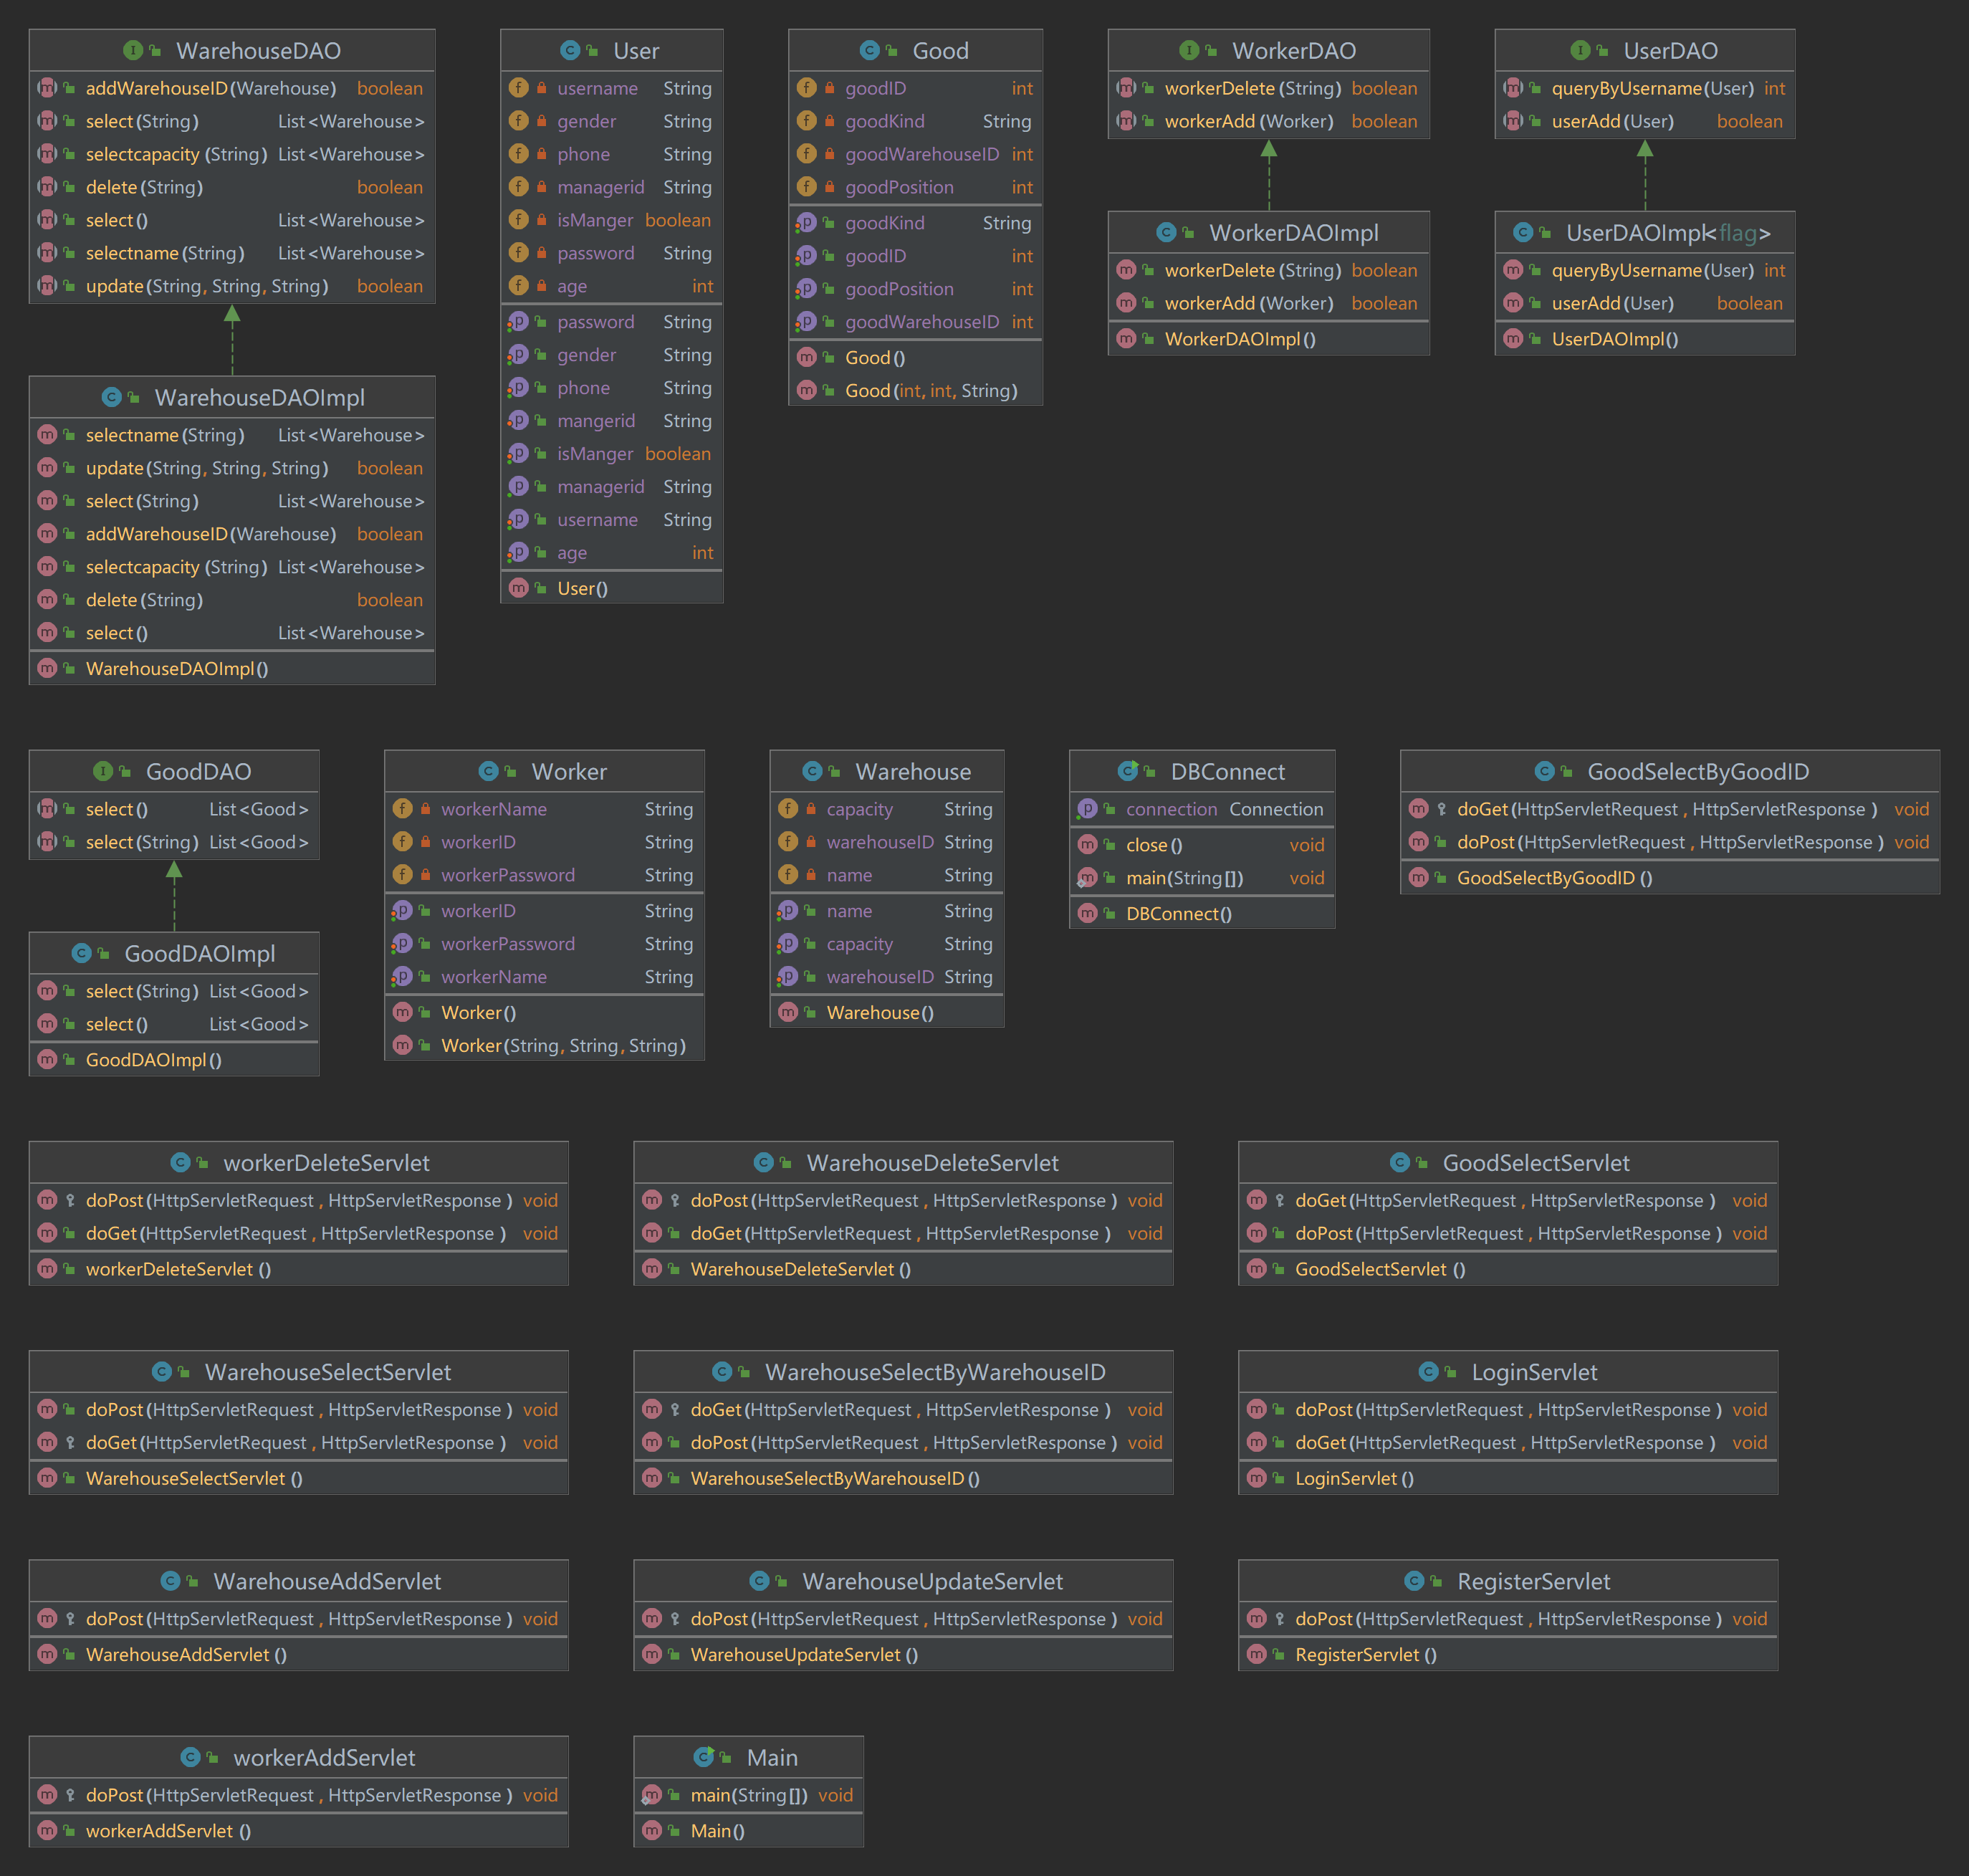 WarehouseDAO
addWarehouseID(Warehouse) boolean
select(String) List<Warehouse>
selectcapacity(String) List<Warehouse>
delete(String) boolean
select() List<Warehouse>
selectname(String) List<Warehouse>
update(String, String, String) boolean
User
username String
gender String
phone String
managerid String
isManger boolean
password String
age int
password String
gender String
phone String
mangerid String
isManger boolean
managerid String
username String
age int
User()
Good
goodID int
goodKind String
goodWarehouseID int
goodPosition int
goodKind String
goodID int
goodPosition int
goodWarehouseID int
Good()
Good(int, int, String)
WorkerDAO
workerDelete(String) boolean
workerAdd(Worker) boolean
UserDAO
queryByUsername(User) int
userAdd(User) boolean
WorkerDAOImpl
workerDelete(String) boolean
workerAdd(Worker) boolean
WorkerDAOImpl()
UserDAOImpl<flag>
queryByUsername(User) int
userAdd(User) boolean
UserDAOImpl()
WarehouseDAOImpl
selectname(String) List<Warehouse>
update(String, String, String) boolean
select(String) List<Warehouse>
addWarehouseID(Warehouse) boolean
selectcapacity(String) List<Warehouse>
delete(String) boolean
select() List<Warehouse>
WarehouseDAOImpl()
GoodDAO
select() List<Good>
select(String) List<Good>
GoodDAOImpl
select(String) List<Good>
select() List<Good>
GoodDAOImpl()
Worker
workerName String
workerID String
workerPassword String
workerID String
workerPassword String
workerName String
Worker()
Worker(String, String, String)
Warehouse
capacity String
warehouseID String
name String
name String
capacity String
warehouseID String
Warehouse()
DBConnect
connection Connection
close() void
main(String[]) void
DBConnect()
GoodSelectByGoodID
doGet(HttpServletRequest, HttpServletResponse) void
doPost(HttpServletRequest, HttpServletResponse) void
GoodSelectByGoodID()
workerDeleteServlet
doPost(HttpServletRequest, HttpServletResponse) void
doGet(HttpServletRequest, HttpServletResponse) void
workerDeleteServlet()
WarehouseDeleteServlet
doPost(HttpServletRequest, HttpServletResponse) void
doGet(HttpServletRequest, HttpServletResponse) void
WarehouseDeleteServlet()
GoodSelectServlet
doGet(HttpServletRequest, HttpServletResponse) void
doPost(HttpServletRequest, HttpServletResponse) void
GoodSelectServlet()
WarehouseSelectServlet
doPost(HttpServletRequest, HttpServletResponse) void
doGet(HttpServletRequest, HttpServletResponse) void
WarehouseSelectServlet()
WarehouseSelectByWarehouseID
doGet(HttpServletRequest, HttpServletResponse) void
doPost(HttpServletRequest, HttpServletResponse) void
WarehouseSelectByWarehouseID()
LoginServlet
doPost(HttpServletRequest, HttpServletResponse) void
doGet(HttpServletRequest, HttpServletResponse) void
LoginServlet()
WarehouseAddServlet
doPost(HttpServletRequest, HttpServletResponse) void
WarehouseAddServlet()
WarehouseUpdateServlet
doPost(HttpServletRequest, HttpServletResponse) void
WarehouseUpdateServlet()
RegisterServlet
doPost(HttpServletRequest, HttpServletResponse) void
RegisterServlet()
workerAddServlet
doPost(HttpServletRequest, HttpServletResponse) void
workerAddServlet()
Main
main(String[]) void
Main()